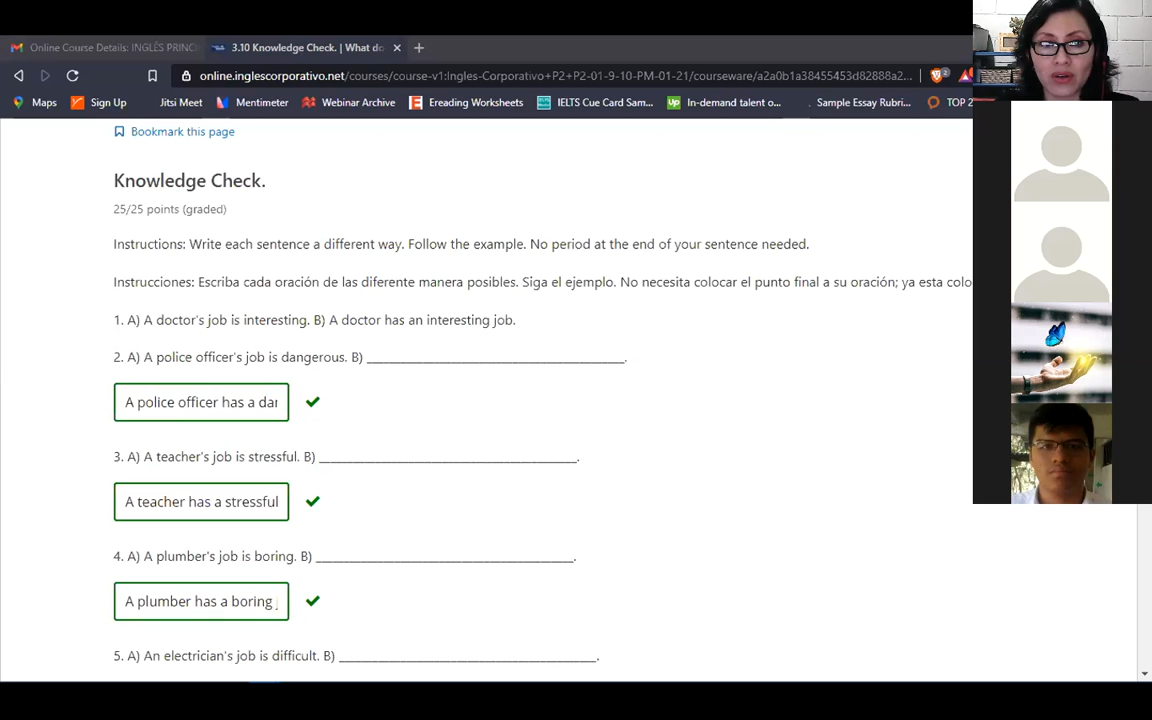 Online Course Details: INGLÉS PRINC
3.10 Knowledge Check. | What do
online.inglescorporativo.net/courses/course-v1:Ingles-Corporativo+P2+P2-01-9-10-PM-01-21/courseware/a2a0b1a38455453d82888a2...
2
Maps
Sign Up
Jitsi Meet
Mentimeter
Webinar Archive
Ereading Worksheets
IELTS Cue Card Sam...
In-demand talent o...
Sample Essay Rubri...
TOP 2
Bookmark this page
Knowledge Check.
25/25 points (graded)
Instructions: Write each sentence a different way. Follow the example. No period at the end of your sentence needed.
Instrucciones: Escriba cada oración de las diferente manera posibles. Siga el ejemplo. No necesita colocar el punto final a su oración; ya esta colo
1. A) A doctor's job is interesting. B) A doctor has an interesting job.
2. A) A police officer's job is dangerous. B) ______________________________.
A police officer has a dar
3. A) A teacher's job is stressful. B) ______________________________.
A teacher has a stressful
4. A) A plumber's job is boring. B) ______________________________.
A plumber has a boring
5. A) An electrician's job is difficult. B) ______________________________.